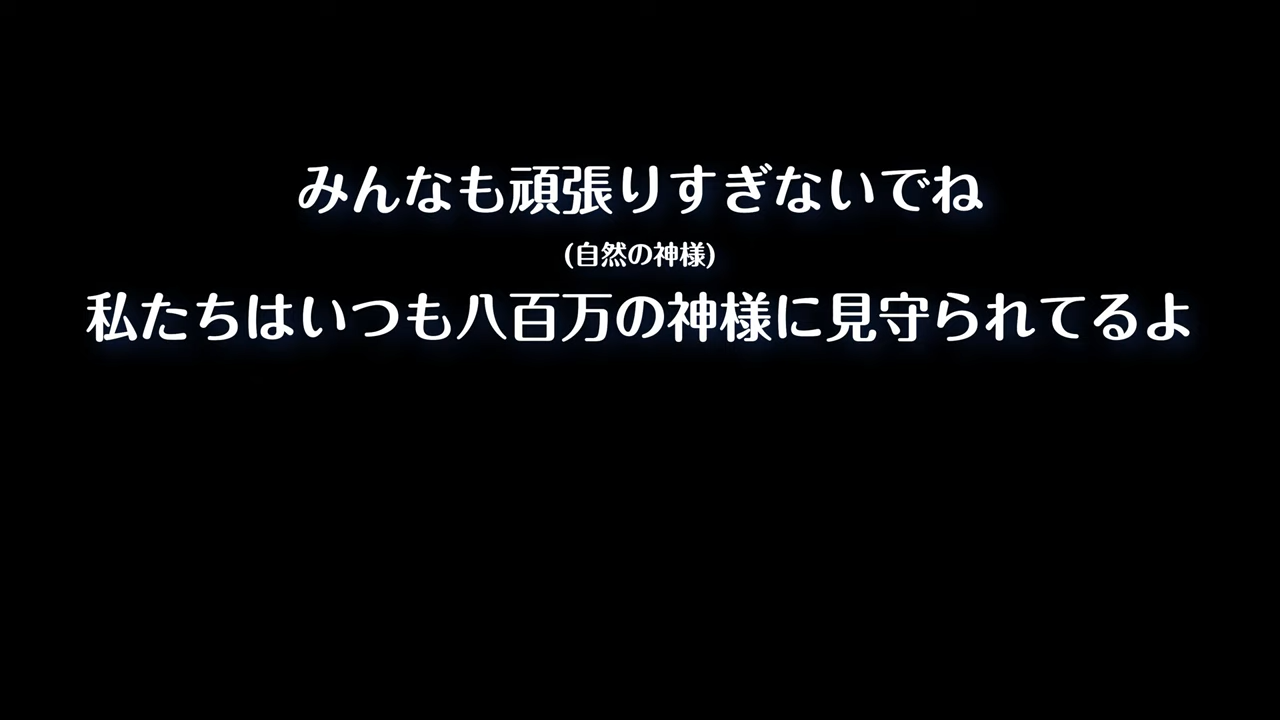 みんなも頑張りすぎないでね
(自然の神様)
私たちはいつも八百万の神様に見守られてるよ